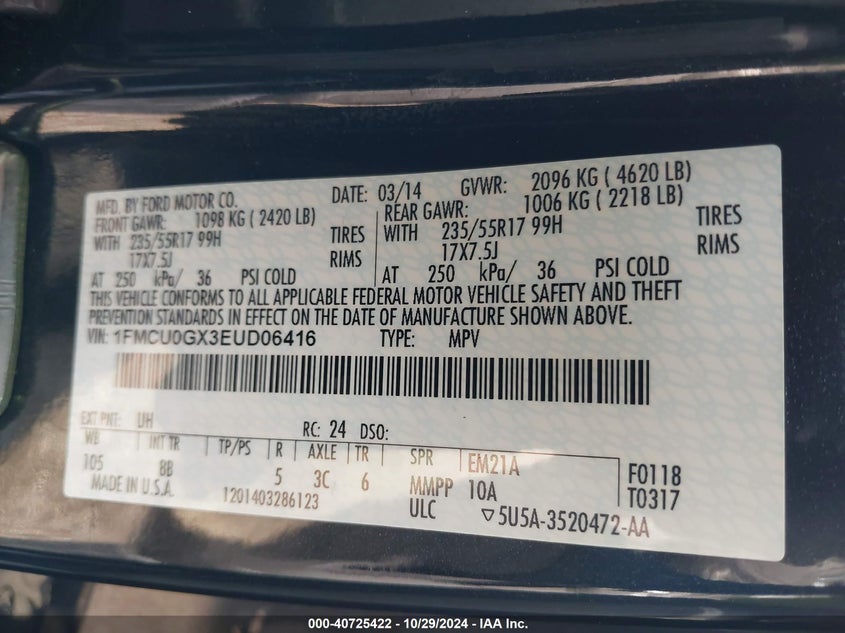 MFD. BY FORD MOTOR CO. DATE: 03/14 GVWR: 2096 KG ( 4620 LB)
FRONT GAWR: 1098 KG ( 2420 LB) REAR GAWR: 1006 KG ( 2218 LB)
WITH 235/55R17 99H TIRES WITH 235/55R17 99H TIRES
17X7.5J RIMS 17X7.5J RIMS
AT 250 kPa/ 36 PSI COLD AT 250 kPa/ 36 PSI COLD
THIS VEHICLE CONFORMS TO ALL APPLICABLE FEDERAL MOTOR VEHICLE SAFETY AND THEFT
PREVENTION STANDARDS IN EFFECT ON THE DATE OF MANUFACTURE SHOWN ABOVE.
VIN: 1FMCU0GX3EUD06416 TYPE: MPV
EXT PNT: UH RC: 24 DSO:
WB INT TR TP/PS R AXLE TR SPR EM21A F0118
105 BB 5 3C 6 MMPP 10A T0317
MADE IN U.S.A. 1201403286123 ULC ▽5U5A-3520472-AA
000-40725422 - 10/29/2024 - IAA Inc.